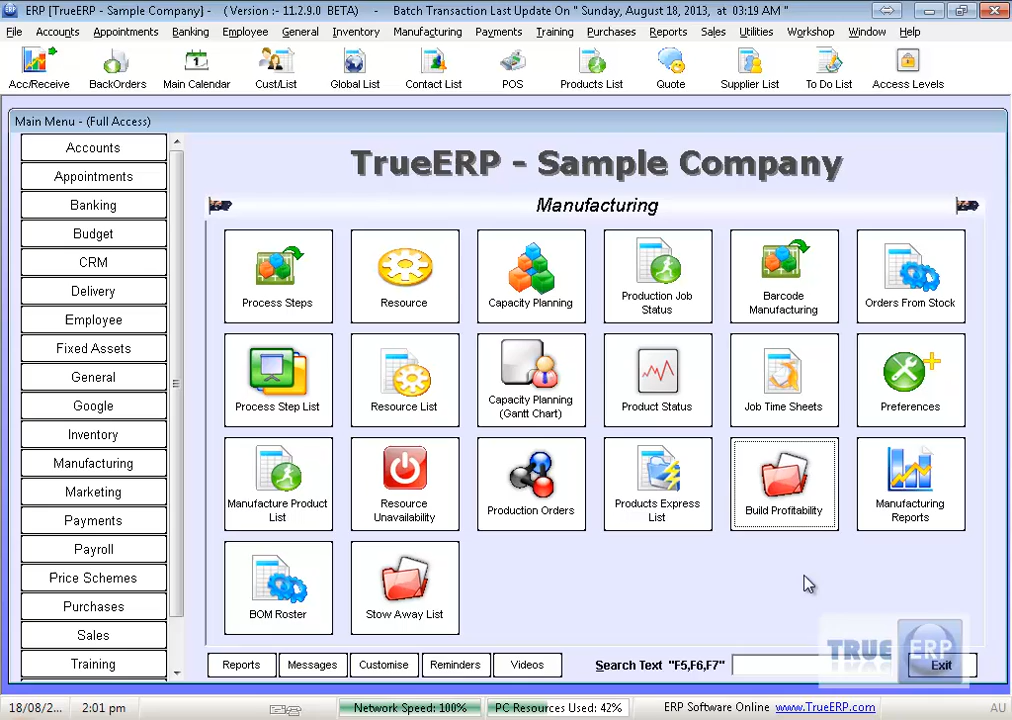 ERP [TrueERP - Sample Company] - ( Version : - 11.2.9.0 BETA) - Batch Transaction Last Update On " Sunday, August 18, 2013, at 03:19 AM "
File Accounts Appointments Banking Employee General Inventory Manufacturing Payments Training Purchases Reports Sales Utilities Workshop Window Help
Acc/Receive BackOrders Main Calendar Cust/List Global List Contact List POS Products List Quote Supplier List To Do List Access Levels
Main Menu - (Full Access)
Accounts
Appointments
Banking
Budget
CRM
Delivery
Employee
Fixed Assets
General
Google
Inventory
Manufacturing
Marketing
Payments
Payroll
Price Schemes
Purchases
Sales
Training
TrueERP - Sample Company
Manufacturing
Process Steps
Resource
Capacity Planning
Production Job
Status
Barcode
Manufacturing
Orders From Stock
Process Step List
Resource List
Capacity Planning
(Gantt Chart)
Product Status
Job Time Sheets
Preferences
Manufacture Product
List
Resource
Unavailability
Production Orders
Products Express
List
Build Profitability
Manufacturing
Reports
BOM Roster
Stow Away List
TRUE ERP
Reports Messages Customise Reminders Videos Search Text "F5,F6,F7" Exit
18/08/2... 2:01 pm Network Speed: 100% PC Resources Used: 42% ERP Software Online www.TrueERP.com AU